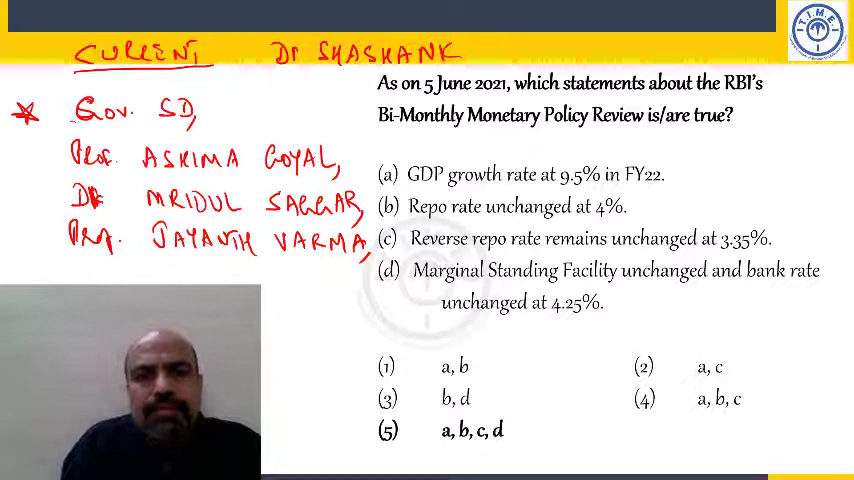 T.I.M.E.
CURRENT DR SHASHANK
Gov. SD,
Prof. ASHIMA GOYAL,
DR MRIDUL SAGGAR,
Prof. JAYANTH VARMA,
As on 5 June 2021, which statements about the RBI's
Bi-Monthly Monetary Policy Review is/are true?
(a) GDP growth rate at 9.5% in FY22.
(b) Repo rate unchanged at 4%.
(c) Reverse repo rate remains unchanged at 3.35%.
(d) Marginal Standing Facility unchanged and bank rate
unchanged at 4.25%.
(1) a, b (2) a, c
(3) b, d (4) a, b, c
(5) a, b, c, d